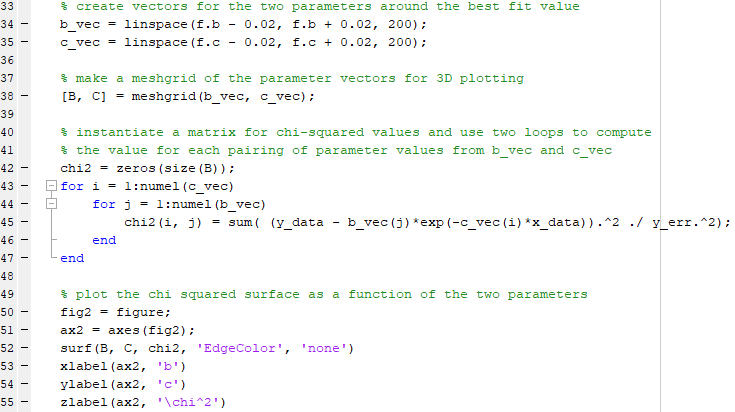 33 % create vectors for the two parameters around the best fit value
34 - b_vec = linspace(f.b - 0.02, f.b + 0.02, 200);
35 - c_vec = linspace(f.c - 0.02, f.c + 0.02, 200);
36
37 % make a meshgrid of the parameter vectors for 3D plotting
38 - [B, C] = meshgrid(b_vec, c_vec);
39
40 % instantiate a matrix for chi-squared values and use two loops to compute
41 % the value for each pairing of parameter values from b_vec and c_vec
42 - chi2 = zeros(size(B));
43 - for i = 1:numel(c_vec)
44 - for j = 1:numel(b_vec)
45 - chi2(i, j) = sum( (y_data - b_vec(j)*exp(-c_vec(i)*x_data)).^2 ./ y_err.^2);
46 - end
47 - end
48
49 % plot the chi squared surface as a function of the two parameters
50 - fig2 = figure;
51 - ax2 = axes(fig2);
52 - surf(B, C, chi2, 'EdgeColor', 'none')
53 - xlabel(ax2, 'b')
54 - ylabel(ax2, 'c')
55 - zlabel(ax2, '\chi^2')